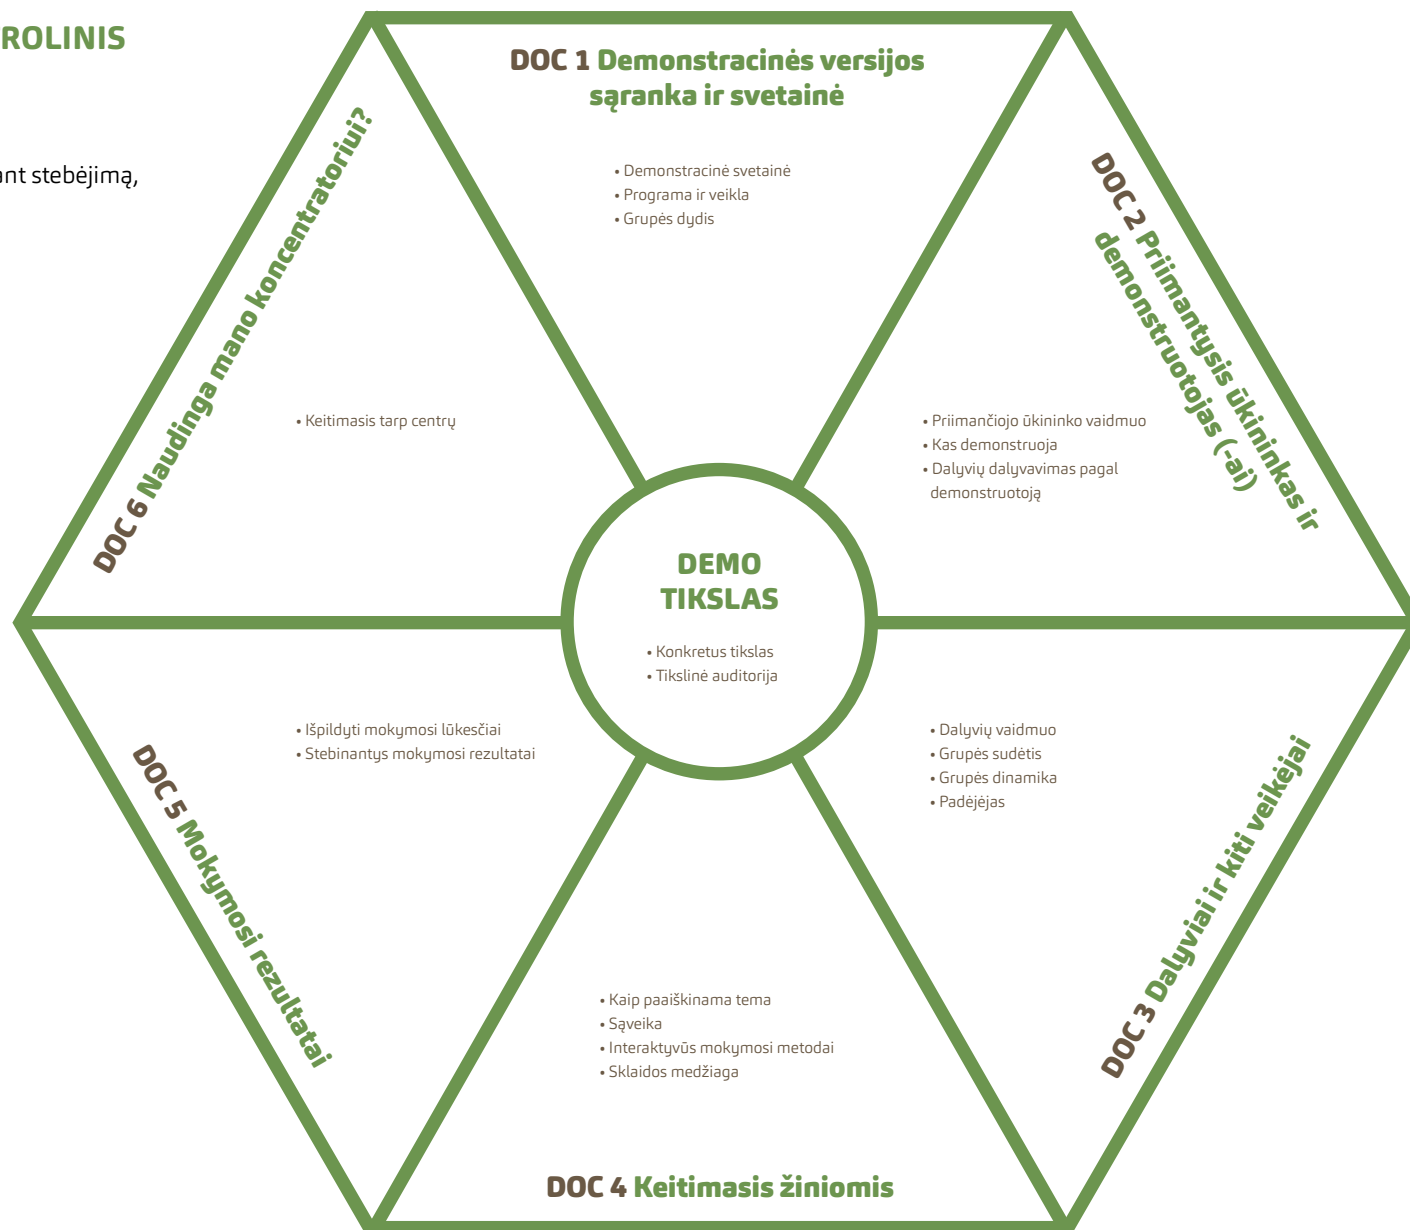 ROLINIS
ant stebėjimą,
DOC 1 Demonstracinės versijos
sąranka ir svetainė
• Demonstracinė svetainė
• Programa ir veikla
• Grupės dydis
DOC 2 Priimantysis ūkininkas ir
demonstruotojas (-ai)
• Priimančiojo ūkininko vaidmuo
• Kas demonstruoja
• Dalyvių dalyvavimas pagal
demonstruotoją
DOC 6 Naudinga mano koncentratoriui?
• Keitimasis tarp centrų
DEMO
TIKSLAS
• Konkretus tikslas
• Tikslinė auditorija
DOC 3 Dalyviai ir kiti veikėjai
• Dalyvių vaidmuo
• Grupės sudėtis
• Grupės dinamika
• Padėjėjas
DOC 5 Mokymosi rezultatai
• Išpildyti mokymosi lūkesčiai
• Stebinantys mokymosi rezultatai
• Kaip paaiškinama tema
• Sąveika
• Interaktyvūs mokymosi metodai
• Sklaidos medžiaga
DOC 4 Keitimasis žiniomis